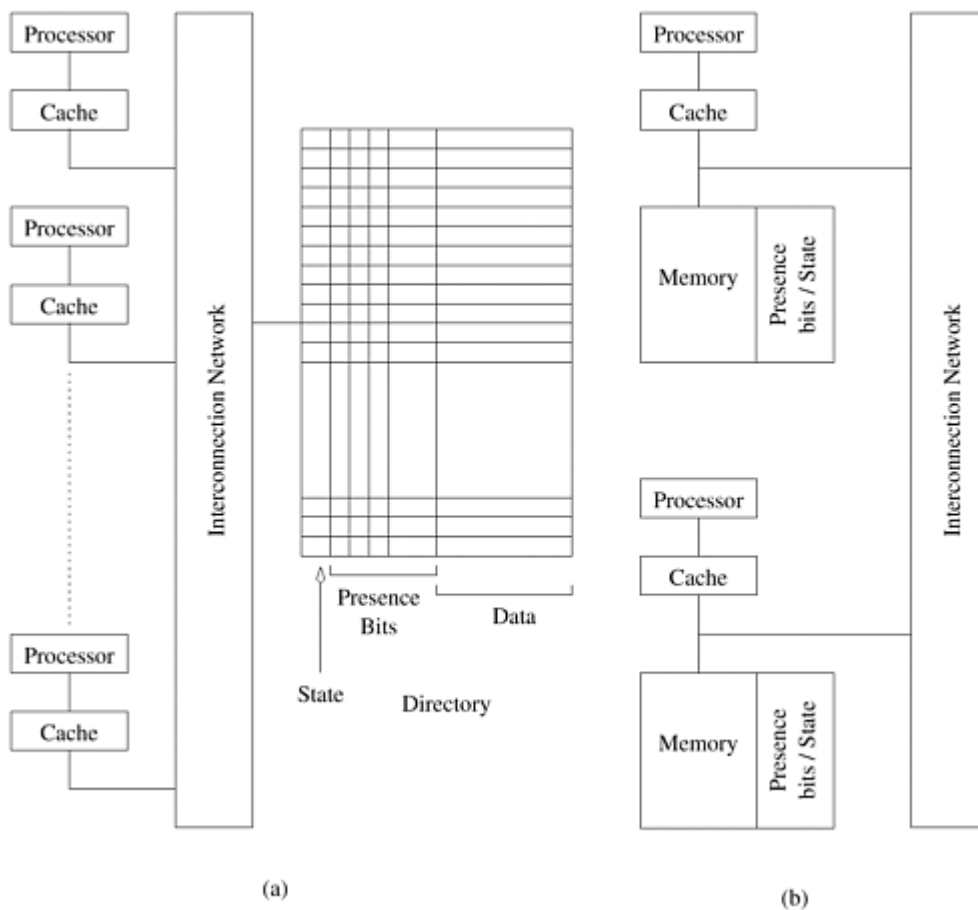 Processor
Cache
Processor
Cache
Processor
Cache
Interconnection Network
Presence
Bits
Data
State
Directory
(a)
Processor
Cache
Memory
Presence
bits / State
Processor
Cache
Memory
Presence
bits / State
Interconnection Network
(b)